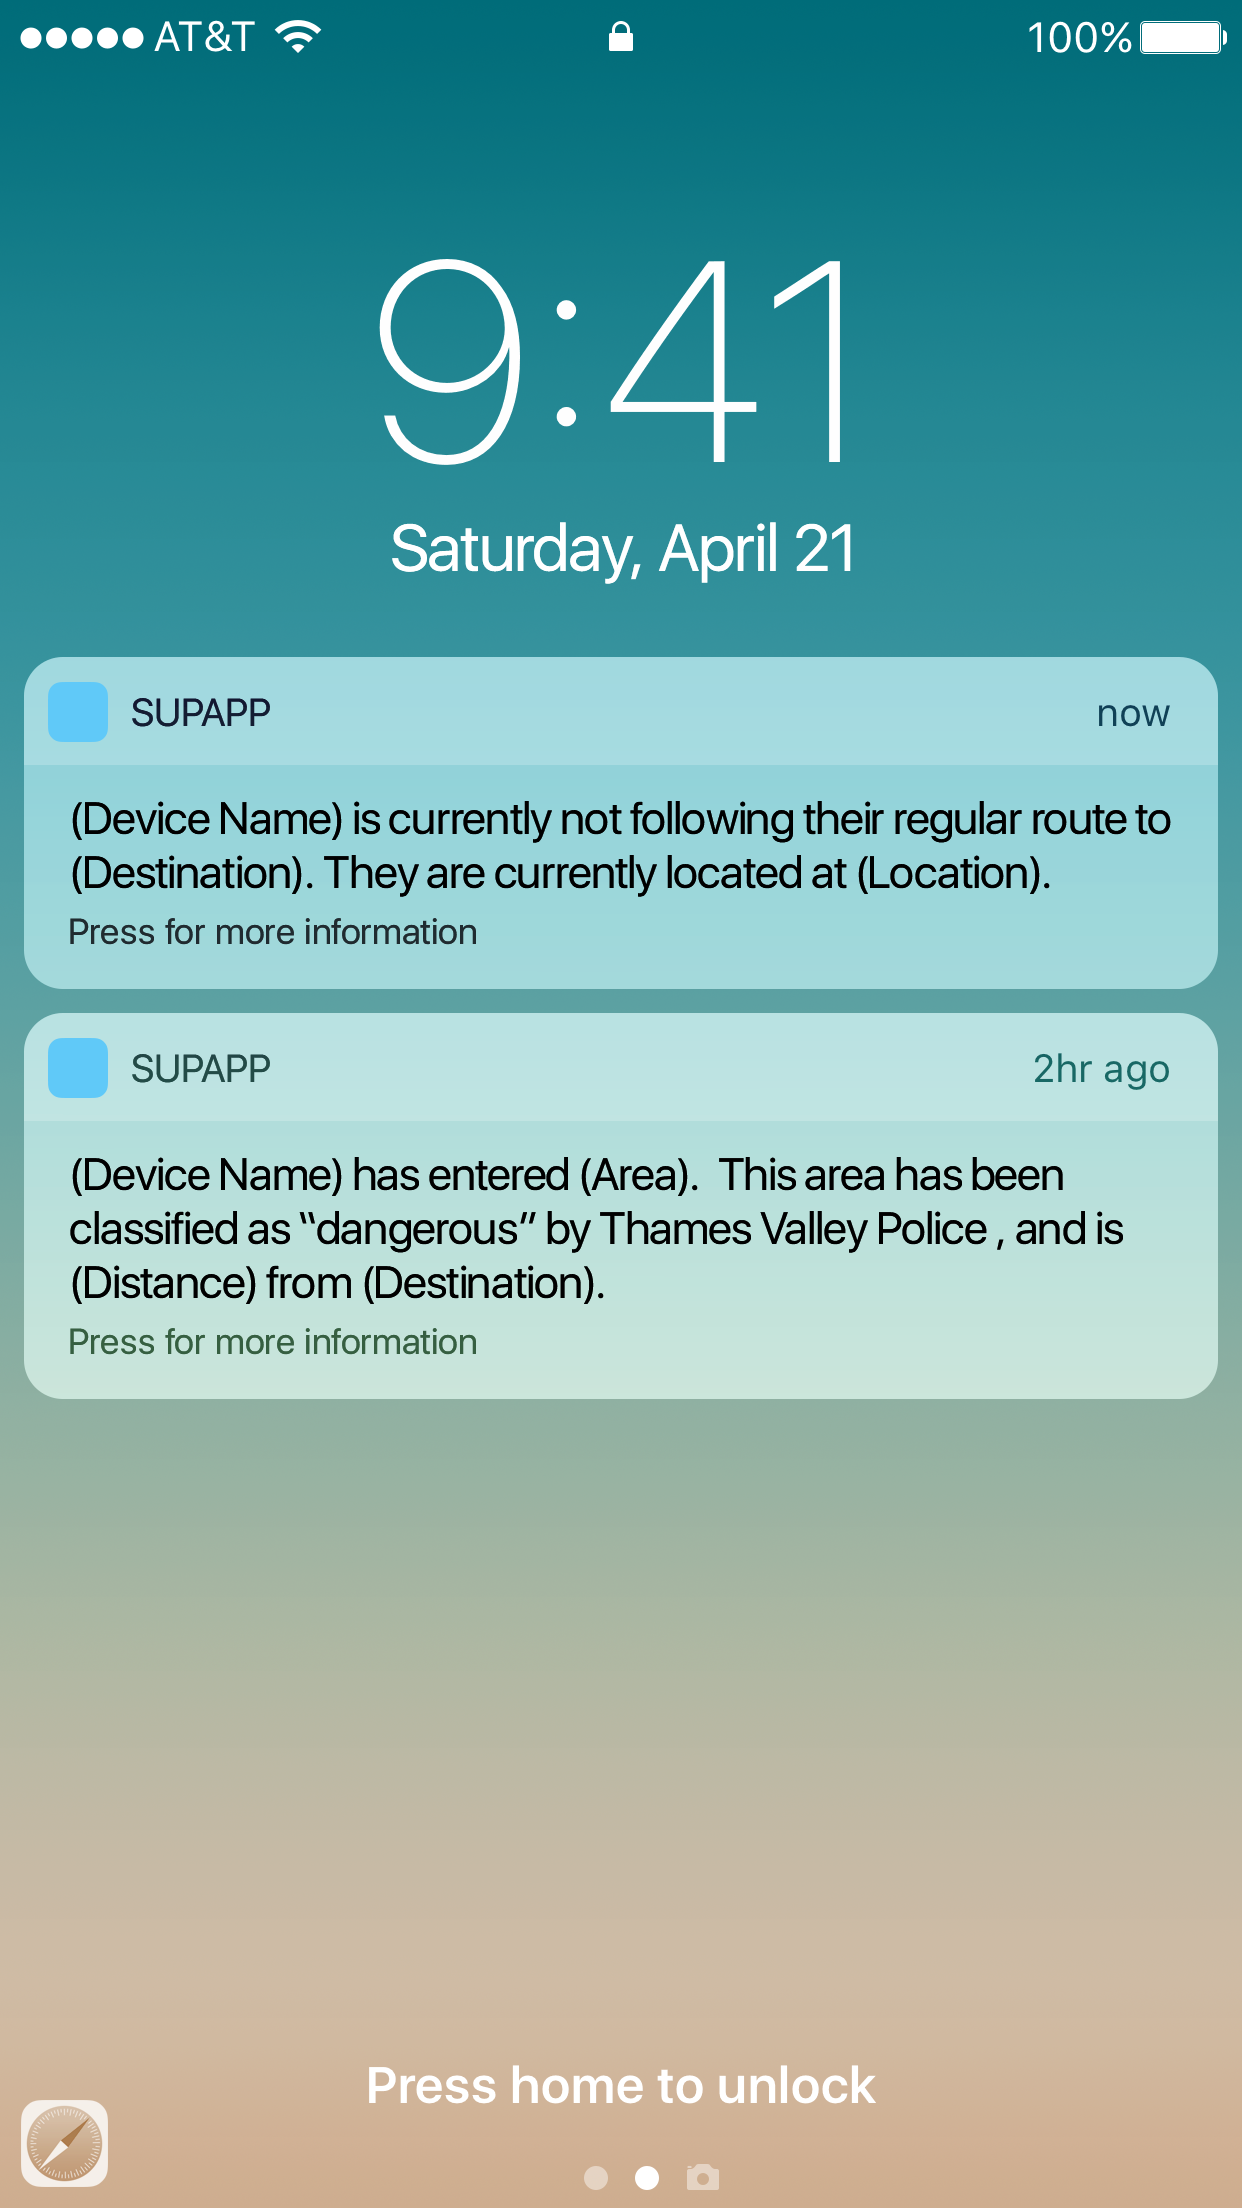 AT&T 100%
9:41
Saturday, April 21
SUPAPP now
(Device Name) is currently not following their regular route to
(Destination). They are currently located at (Location).
Press for more information
SUPAPP 2hr ago
(Device Name) has entered (Area).  This area has been
classified as “dangerous” by Thames Valley Police , and is
(Distance) from (Destination).
Press for more information
Press home to unlock